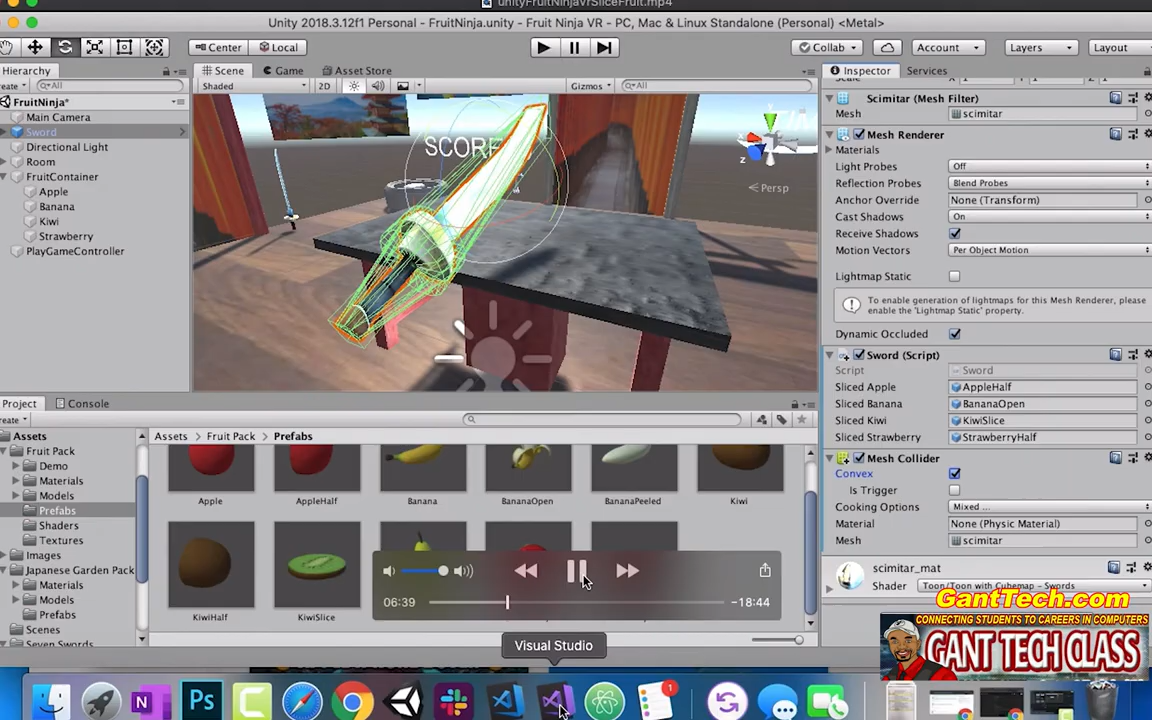 unityFruitNinjaVrSliceFruit.mp4
Unity 2018.3.12f1 Personal - FruitNinja.unity - Fruit Ninja VR - PC, Mac & Linux Standalone (Personal) <Metal>
Center
Local
Collab
Account
Layers
Layout
Hierarchy
Scene
Game
Asset Store
Inspector
Services
All
Shaded
2D
Gizmos
All
FruitNinja*
Main Camera
Sword
Directional Light
Room
FruitContainer
Apple
Banana
Kiwi
Strawberry
PlayGameController
SCORE
y
z
Persp
Scimitar (Mesh Filter)
Mesh
scimitar
Mesh Renderer
Materials
Light Probes
Off
Reflection Probes
Blend Probes
Anchor Override
None (Transform)
Cast Shadows
On
Receive Shadows
Motion Vectors
Per Object Motion
Lightmap Static
To enable generation of lightmaps for this Mesh Renderer, please
enable the 'Lightmap Static' property.
Dynamic Occluded
Sword (Script)
Script
Sword
Sliced Apple
AppleHalf
Sliced Banana
BananaOpen
Sliced Kiwi
KiwiSlice
Sliced Strawberry
StrawberryHalf
Mesh Collider
Convex
Is Trigger
Cooking Options
Mixed ...
Material
None (Physic Material)
Mesh
scimitar
scimitar_mat
Shader
Toon/Toon with Cubemap - Swords
Project
Console
Assets
Fruit Pack
Demo
Materials
Models
Prefabs
Shaders
Textures
Images
Japanese Garden Pack
Materials
Models
Prefabs
Scenes
Seven Swords
Assets
Fruit Pack
Prefabs
Apple
AppleHalf
Banana
BananaOpen
BananaPeeled
Kiwi
KiwiHalf
KiwiSlice
06:39
-18:44
Visual Studio
N
Ps
C
1
GantTech.com
CONNECTING STUDENTS TO CAREERS IN COMPUTERS
GANT TECH CLASS